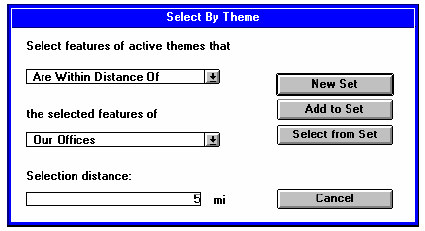 Select By Theme
Select features of active themes that
Are Within Distance Of
New Set
Add to Set
the selected features of
Select from Set
Our Offices
Selection distance:
5 mi
Cancel